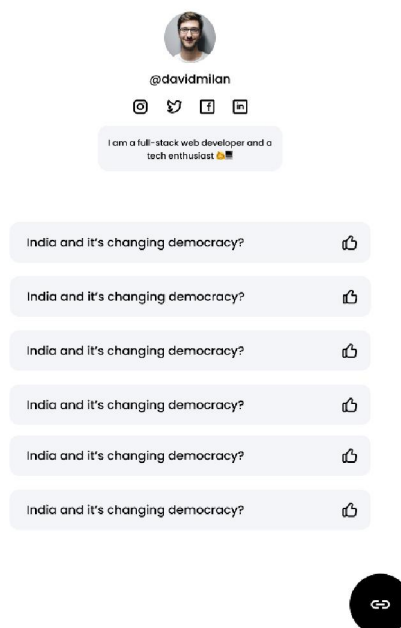 @davidmilan
I am a full-stack web developer and a
tech enthusiast
India and it's changing democracy?
India and it's changing democracy?
India and it's changing democracy?
India and it's changing democracy?
India and it's changing democracy?
India and it's changing democracy?